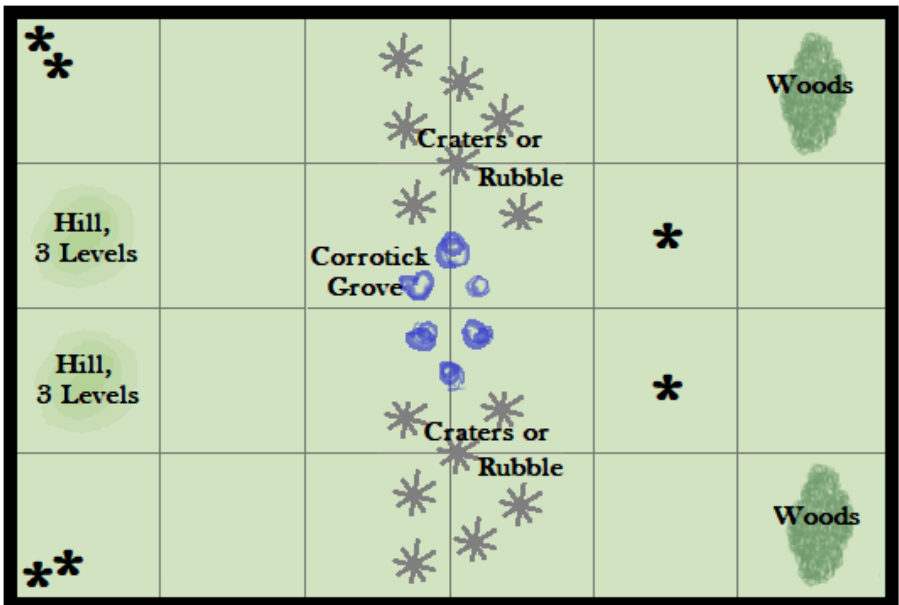 Woods
Craters or
Rubble
Hill,
3 Levels
Corrotick
Grove
Hill,
3 Levels
Craters or
Rubble
Woods